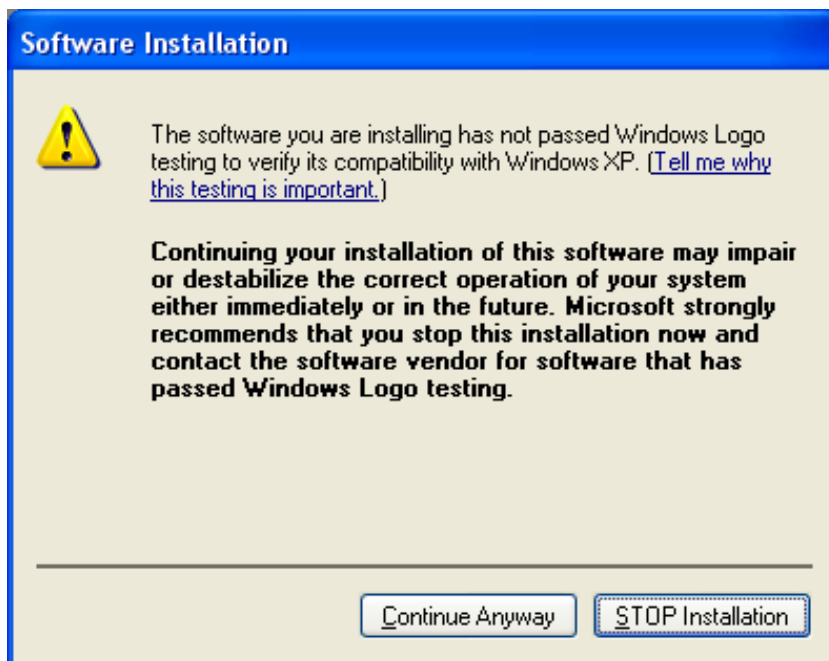 Software Installation
The software you are installing has not passed Windows Logo
testing to verify its compatibility with Windows XP. (Tell me why
this testing is important.)
Continuing your installation of this software may impair
or destabilize the correct operation of your system
either immediately or in the future. Microsoft strongly
recommends that you stop this installation now and
contact the software vendor for software that has
passed Windows Logo testing.
Continue Anyway
STOP Installation